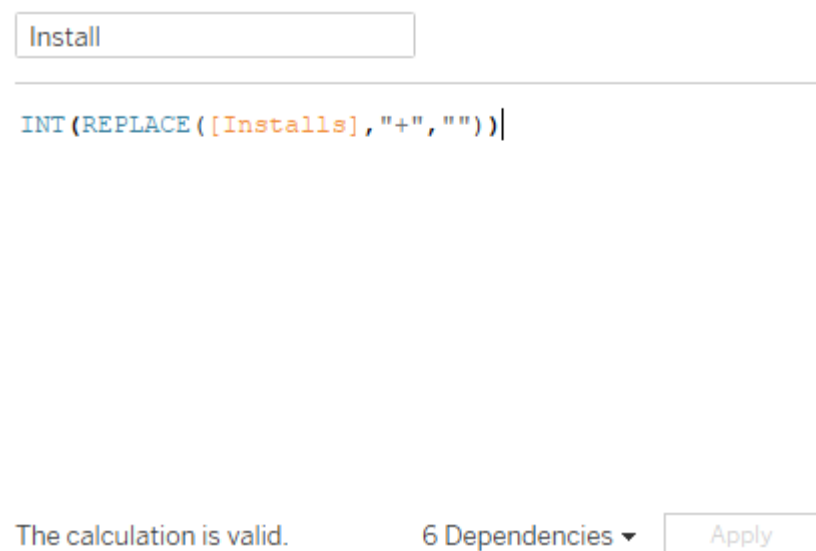 Install
INT(REPLACE([Installs],"+",""))
The calculation is valid.
6 Dependencies
Apply